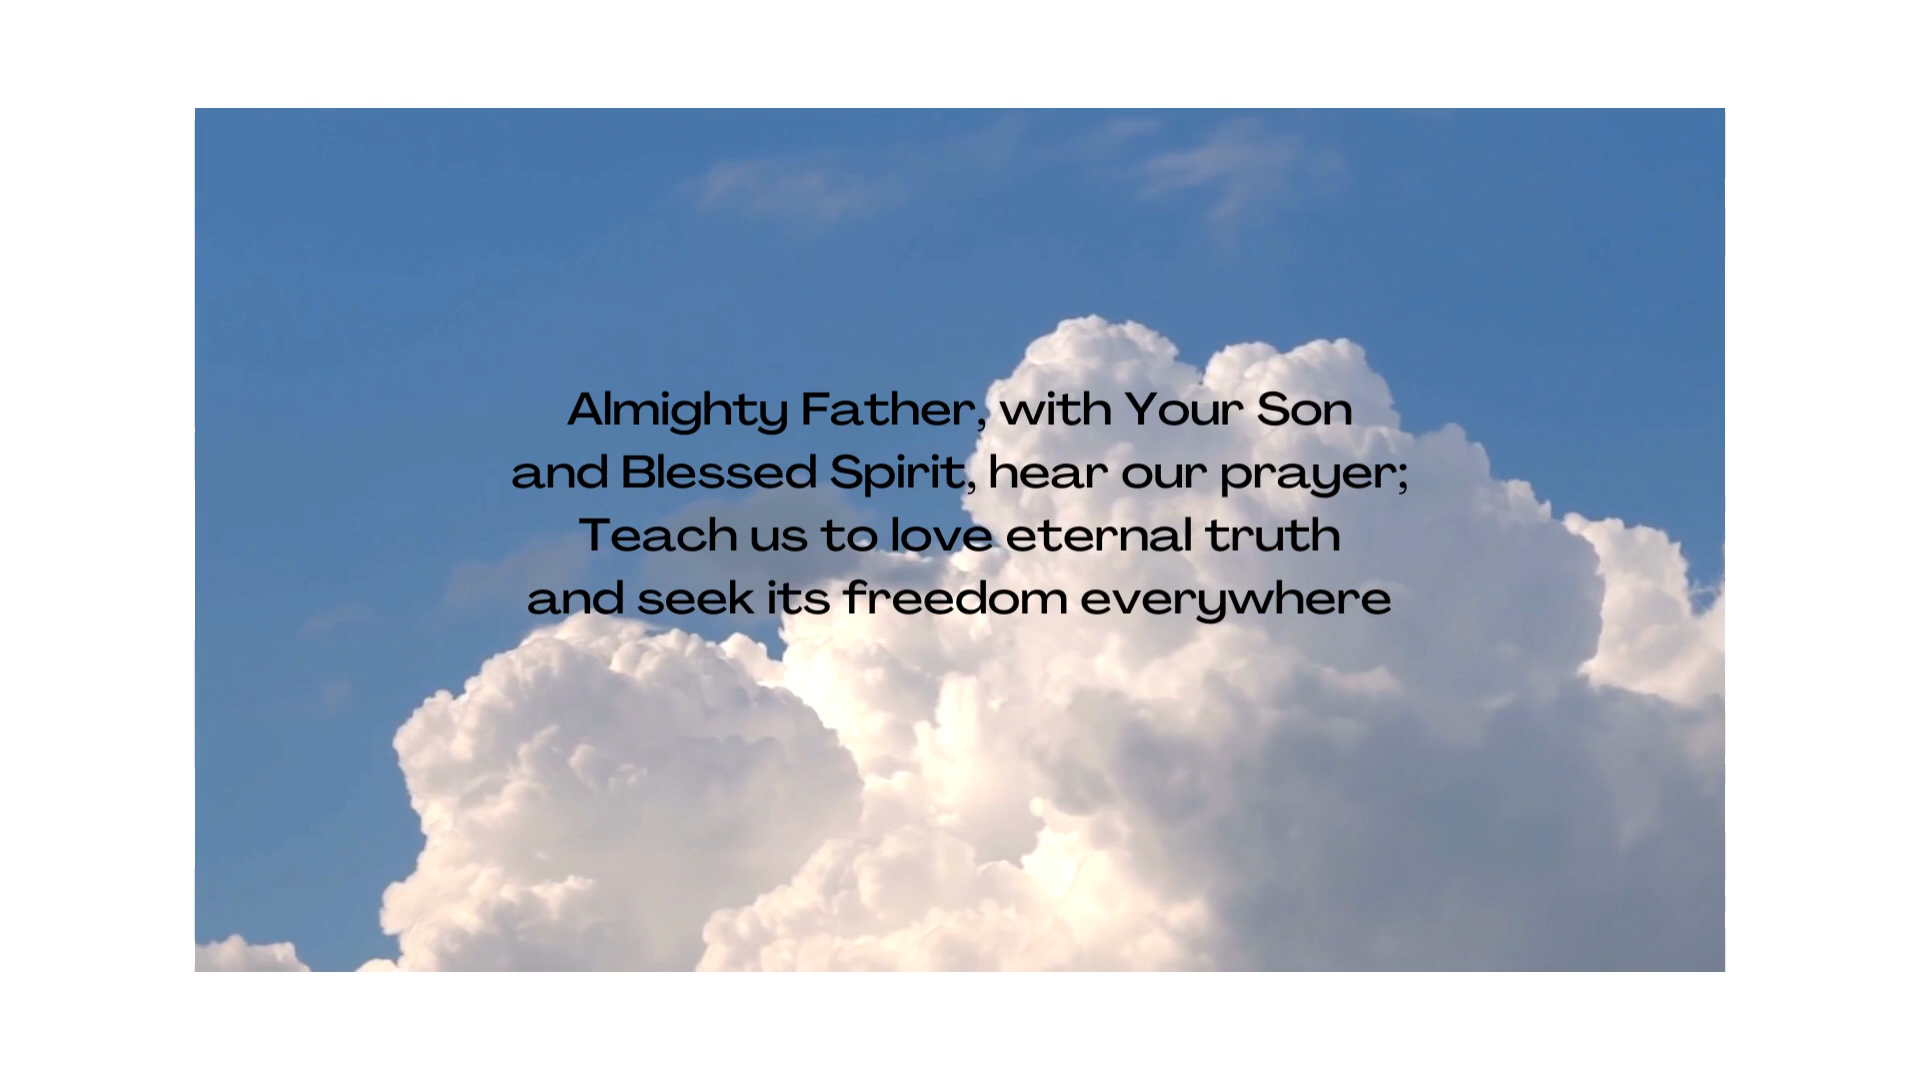 Almighty Father, with Your Son
and Blessed Spirit, hear our prayer;
Teach us to love eternal truth
and seek its freedom everywhere